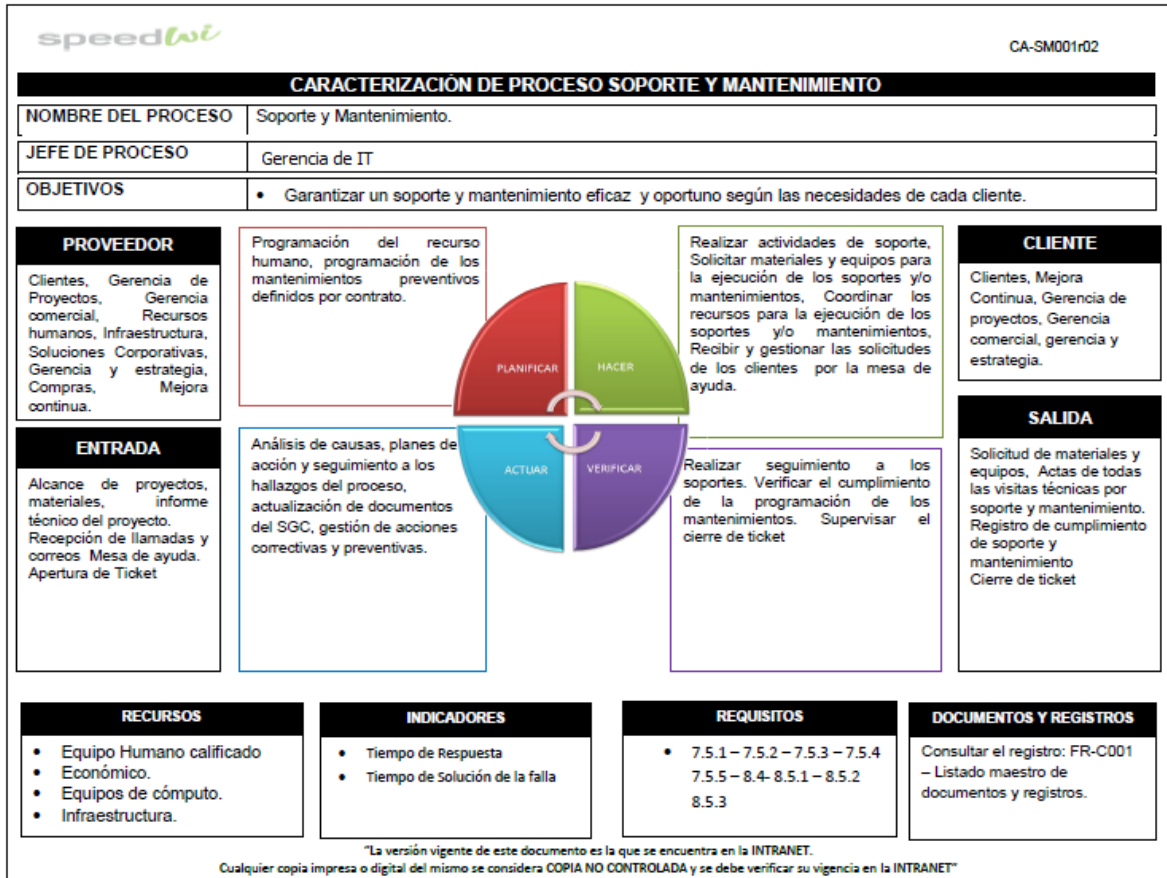 speedwi
CA-SM001r02
CARACTERIZACIÓN DE PROCESO SOPORTE Y MANTENIMIENTO
NOMBRE DEL PROCESO
Soporte y Mantenimiento.
JEFE DE PROCESO
Gerencia de IT
OBJETIVOS
• Garantizar un soporte y mantenimiento eficaz y oportuno según las necesidades de cada cliente.
PROVEEDOR
Clientes, Gerencia de
Proyectos, Gerencia
comercial, Recursos
humanos, Infraestructura,
Soluciones Corporativas,
Gerencia y estrategia,
Compras, Mejora
continua.
Programación del recurso
humano, programación de los
mantenimientos preventivos
definidos por contrato.
PLANIFICAR
HACER
Realizar actividades de soporte,
Solicitar materiales y equipos para
la ejecución de los soportes y/o
mantenimientos, Coordinar los
recursos para la ejecución de los
soportes y/o mantenimientos,
Recibir y gestionar las solicitudes
de los clientes por la mesa de
ayuda.
CLIENTE
Clientes, Mejora
Continua, Gerencia de
proyectos, Gerencia
comercial, gerencia y
estrategia.
ENTRADA
Alcance de proyectos,
materiales, informe
técnico del proyecto.
Recepción de llamadas y
correos Mesa de ayuda.
Apertura de Ticket
Análisis de causas, planes de
acción y seguimiento a los
hallazgos del proceso,
actualización de documentos
del SGC, gestión de acciones
correctivas y preventivas.
ACTUAR
VERIFICAR
Realizar seguimiento a los
soportes. Verificar el cumplimiento
de la programación de los
mantenimientos. Supervisar el
cierre de ticket
SALIDA
Solicitud de materiales y
equipos, Actas de todas
las visitas técnicas por
soporte y mantenimiento.
Registro de cumplimiento
de soporte y
mantenimiento
Cierre de ticket
RECURSOS
• Equipo Humano calificado
• Económico.
• Equipos de cómputo.
• Infraestructura.
INDICADORES
• Tiempo de Respuesta
• Tiempo de Solución de la falla
REQUISITOS
• 7.5.1 – 7.5.2 – 7.5.3 – 7.5.4
7.5.5 – 8.4- 8.5.1 – 8.5.2
8.5.3
DOCUMENTOS Y REGISTROS
Consultar el registro: FR-C001
– Listado maestro de
documentos y registros.
"La versión vigente de este documento es la que se encuentra en la INTRANET.
Cualquier copia impresa o digital del mismo se considera COPIA NO CONTROLADA y se debe verificar su vigencia en la INTRANET"